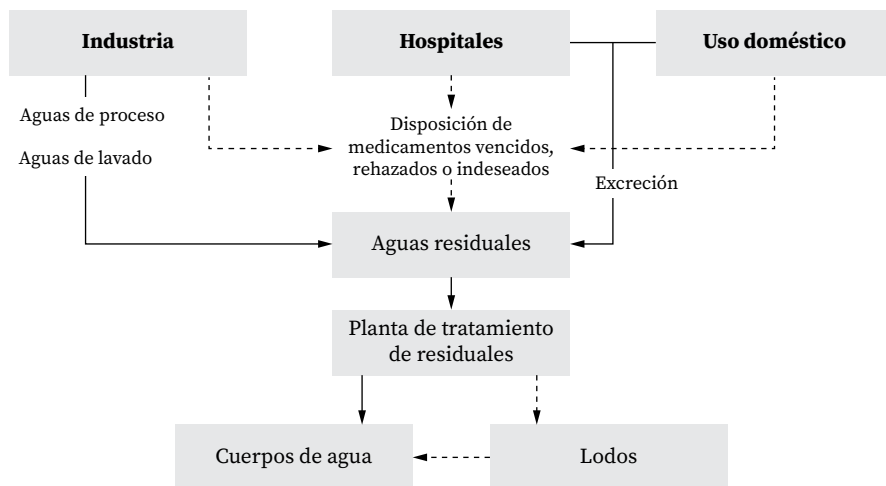 Industria
Hospitales
Uso doméstico
Aguas de proceso
Aguas de lavado
Disposición de
medicamentos vencidos,
rehazados o indeseados
Excreción
Aguas residuales
Planta de tratamiento
de residuales
Cuerpos de agua
Lodos